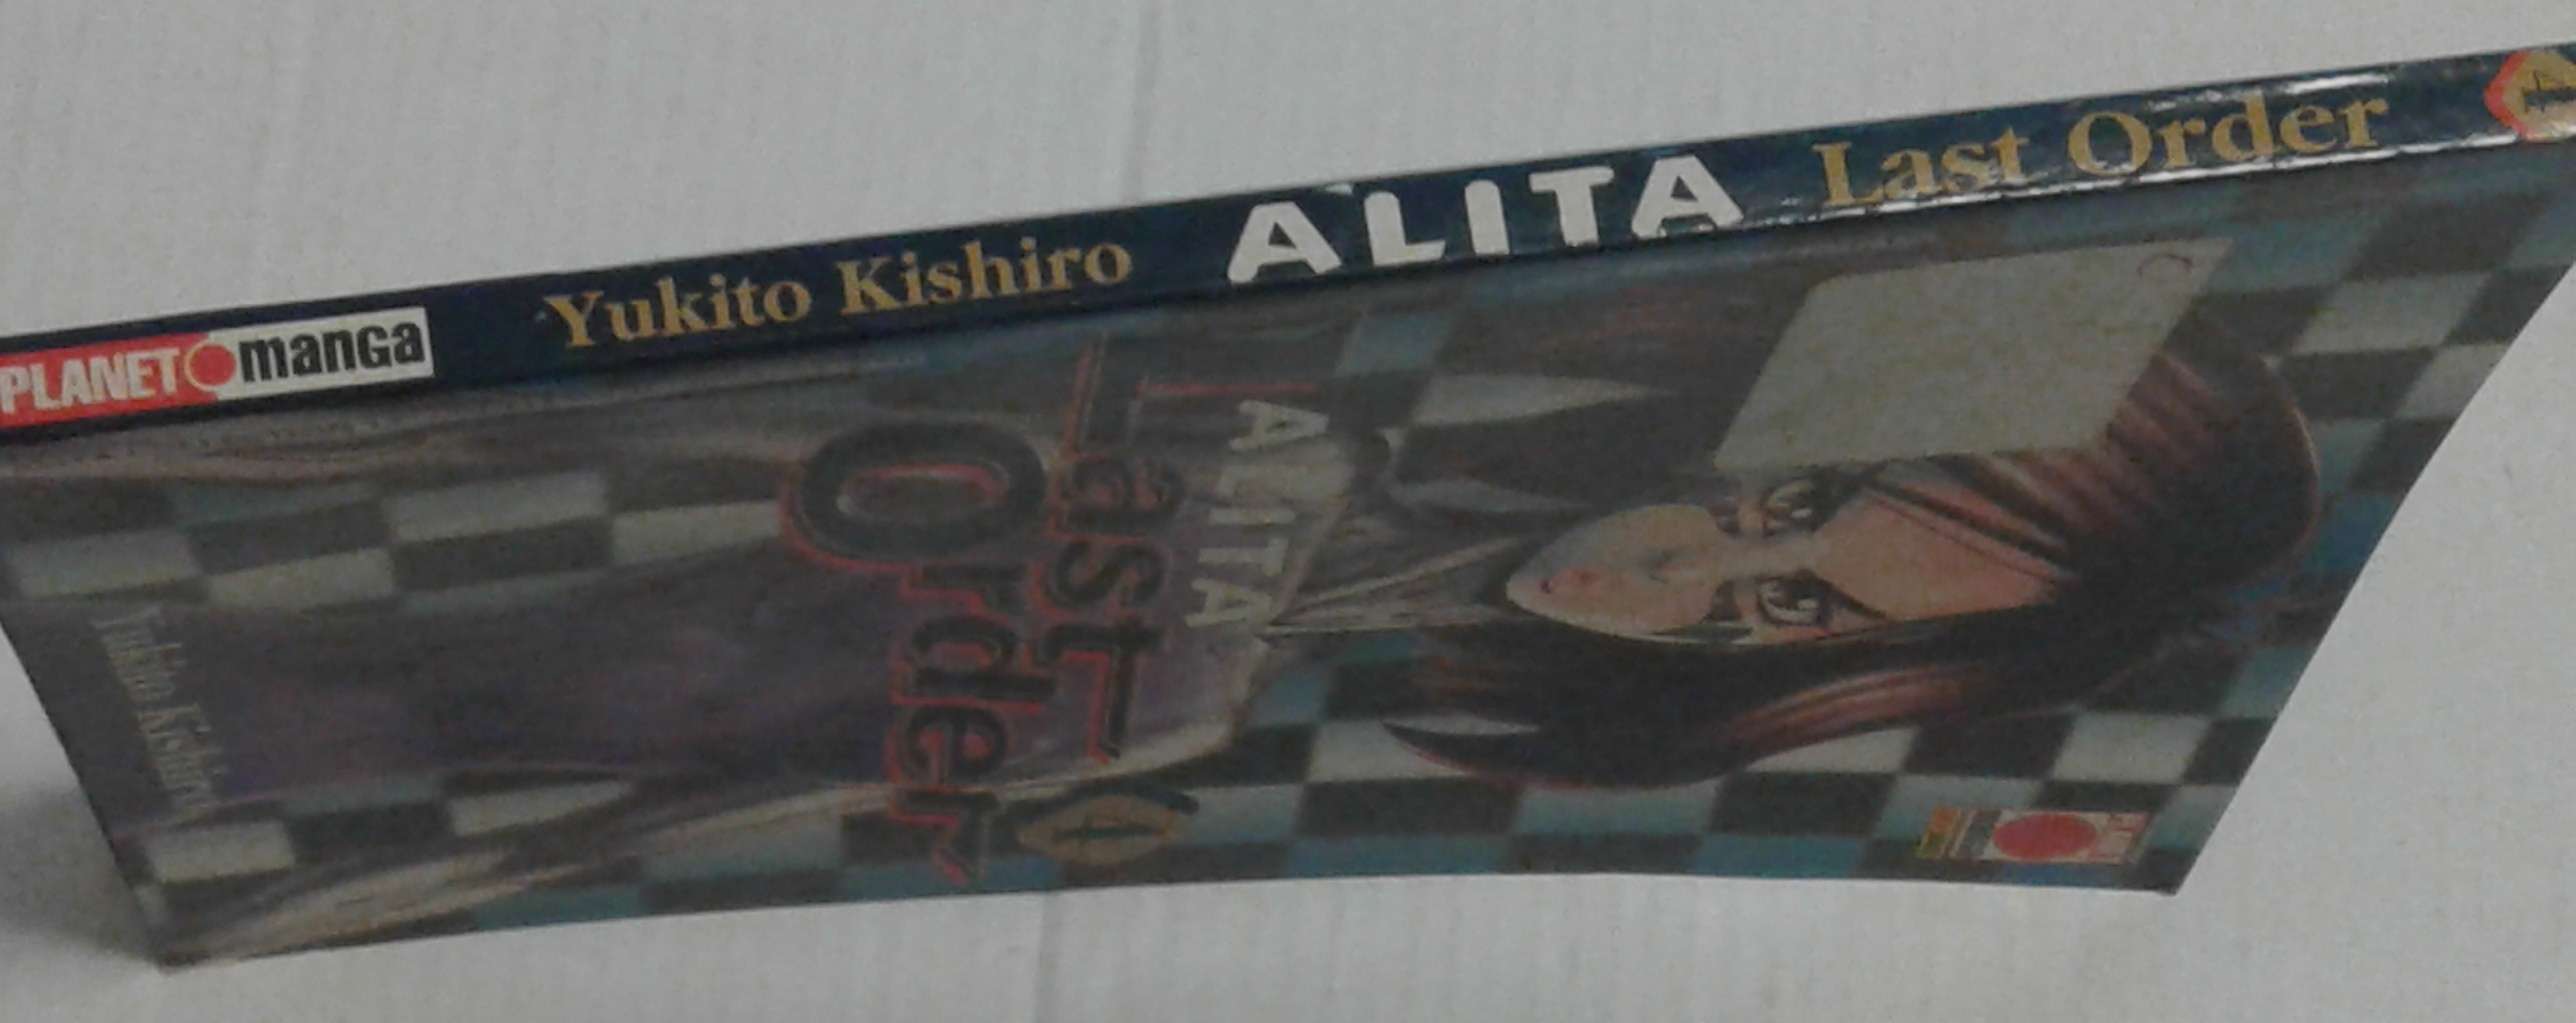 PLANET manga
Yukito Kishiro
ALITA
Last Order
ALITA
Last
Order
Yukito Kishiro